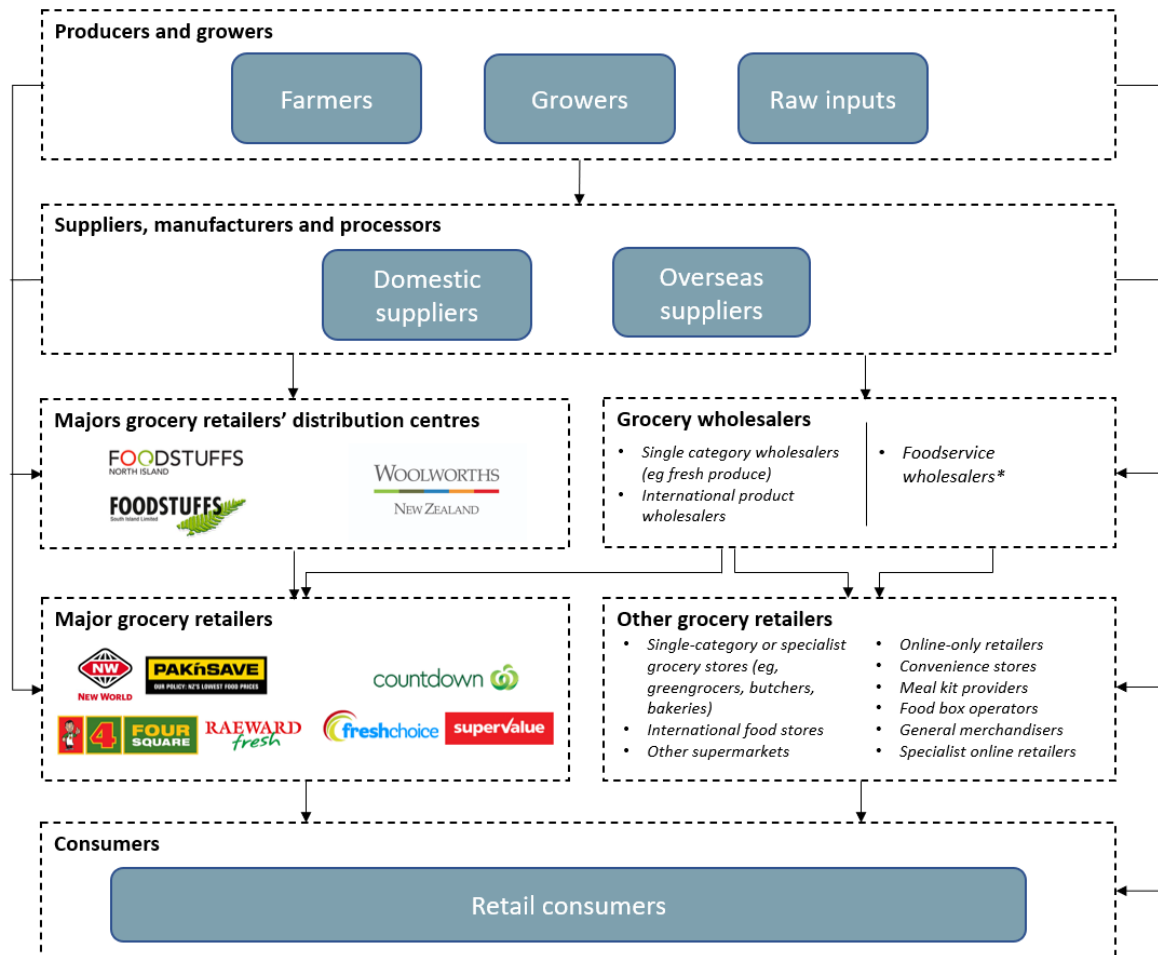 Producers and growers
Farmers
Growers
Raw inputs
Suppliers, manufacturers and processors
Domestic
suppliers
Overseas
suppliers
Majors grocery retailers’ distribution centres
FOODSTUFFS
NORTH ISLAND
FOODSTUFFS
South Island Limited
WOOLWORTHS
NEW ZEALAND
Grocery wholesalers
• Single category wholesalers
(eg fresh produce)
• International product
wholesalers
• Foodservice
wholesalers*
Major grocery retailers
NW
NEW WORLD
PAK'nSAVE
OUR POLICY: NZ'S LOWEST FOOD PRICES
countdown
4
FOUR
SQUARE
RAEWARD
fresh
freshchoice
supervalue
Other grocery retailers
• Single-category or specialist
grocery stores (eg,
greengrocers, butchers,
bakeries)
• International food stores
• Other supermarkets
• Online-only retailers
• Convenience stores
• Meal kit providers
• Food box operators
• General merchandisers
• Specialist online retailers
Consumers
Retail consumers